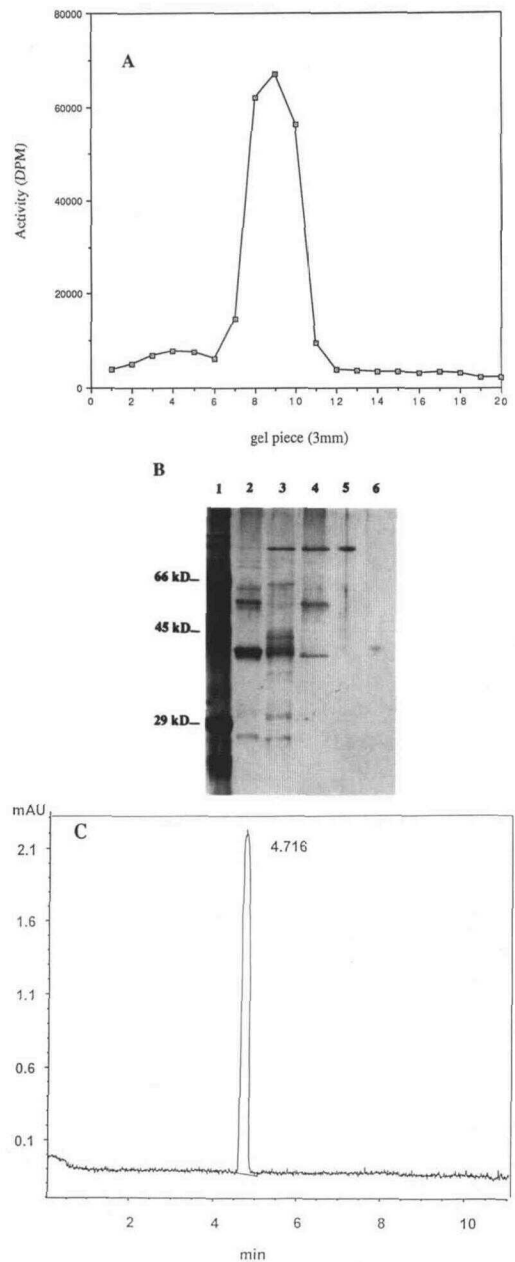 80000
A
60000
Activity (DPM)
40000
20000
0
0 2 4 6 8 10 12 14 16 18 20
gel piece (3mm)
B
1 2 3 4 5 6
66 kD
45 kD
29 kD
mAU
C
4.716
2.1
1.6
1.1
0.6
0.1
2 4 6 8 10
min